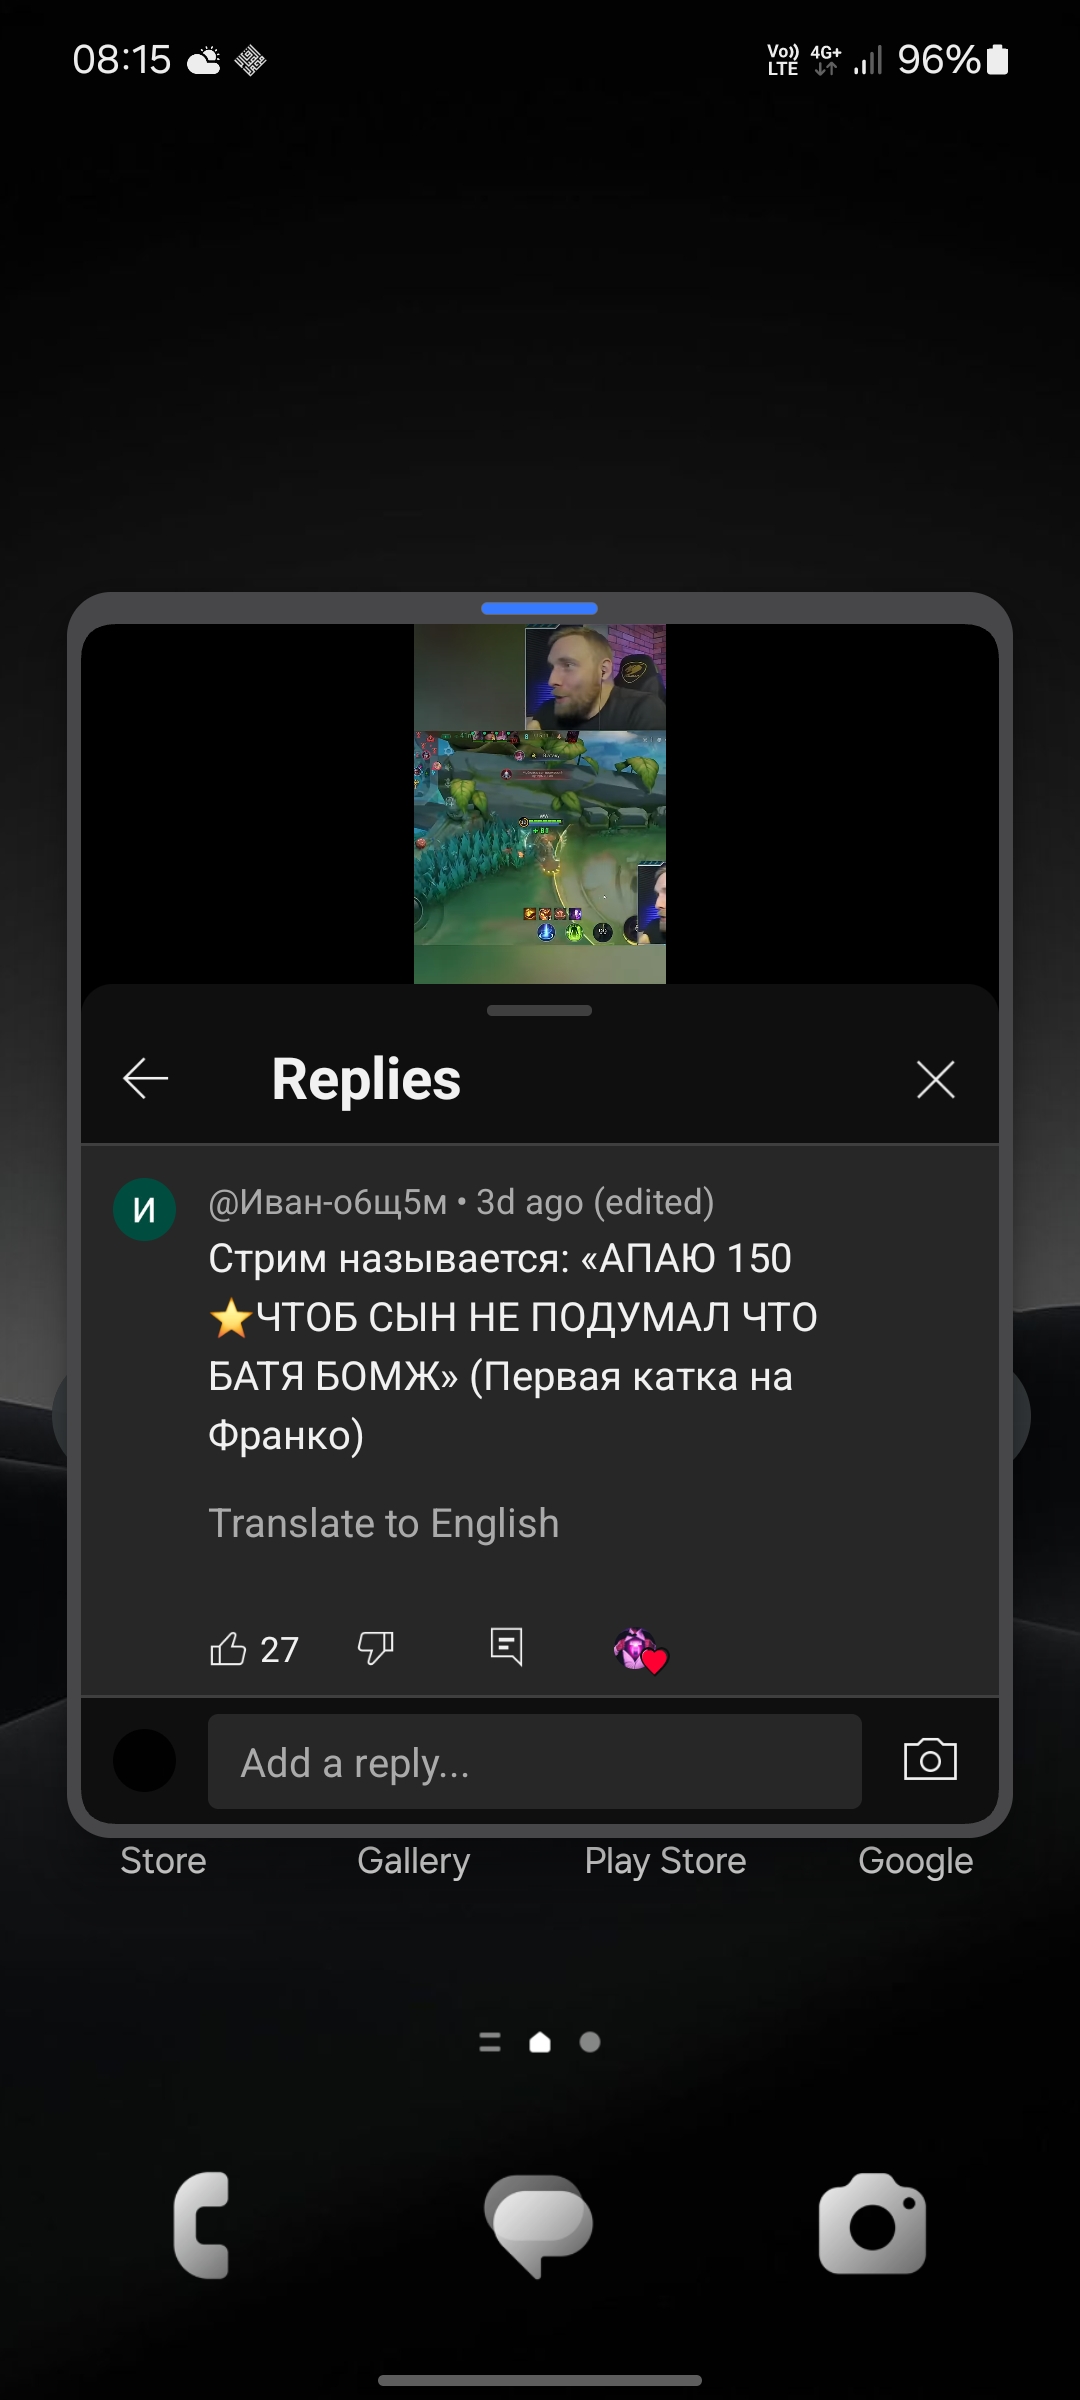 08:15
Vo)) LTE 4G+ 96%
Replies
@Иван-о6щ5м • 3d ago (edited)
Стрим называется: «АПАЮ 150
⭐ЧТОБ СЫН НЕ ПОДУМАЛ ЧТО
БАТЯ БОМЖ» (Первая катка на
Франко)
Translate to English
27
Add a reply...
Store Gallery Play Store Google